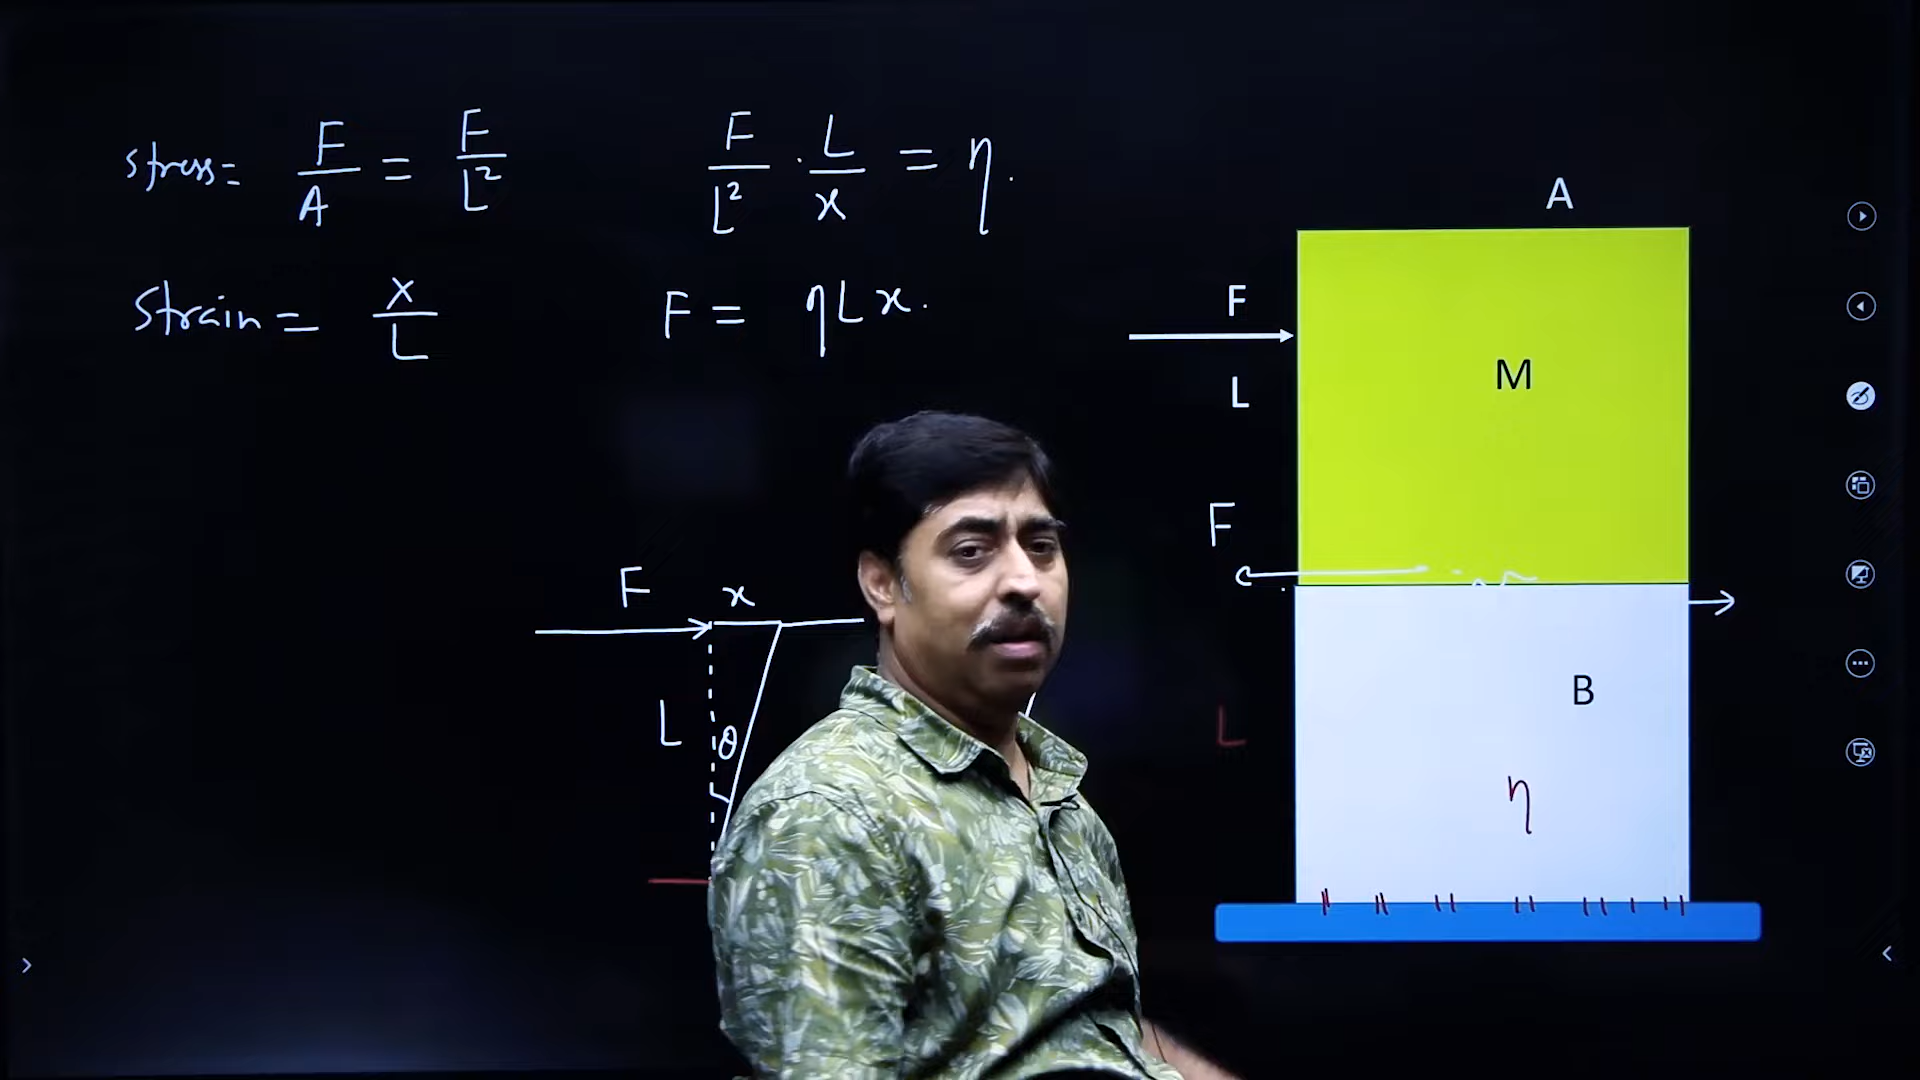 stress = F/A = F/L²
F/L² · L/x = η.
Strain = x/L
F = ηLx.
A
F
M
L
F
F x
B
L θ
L
η